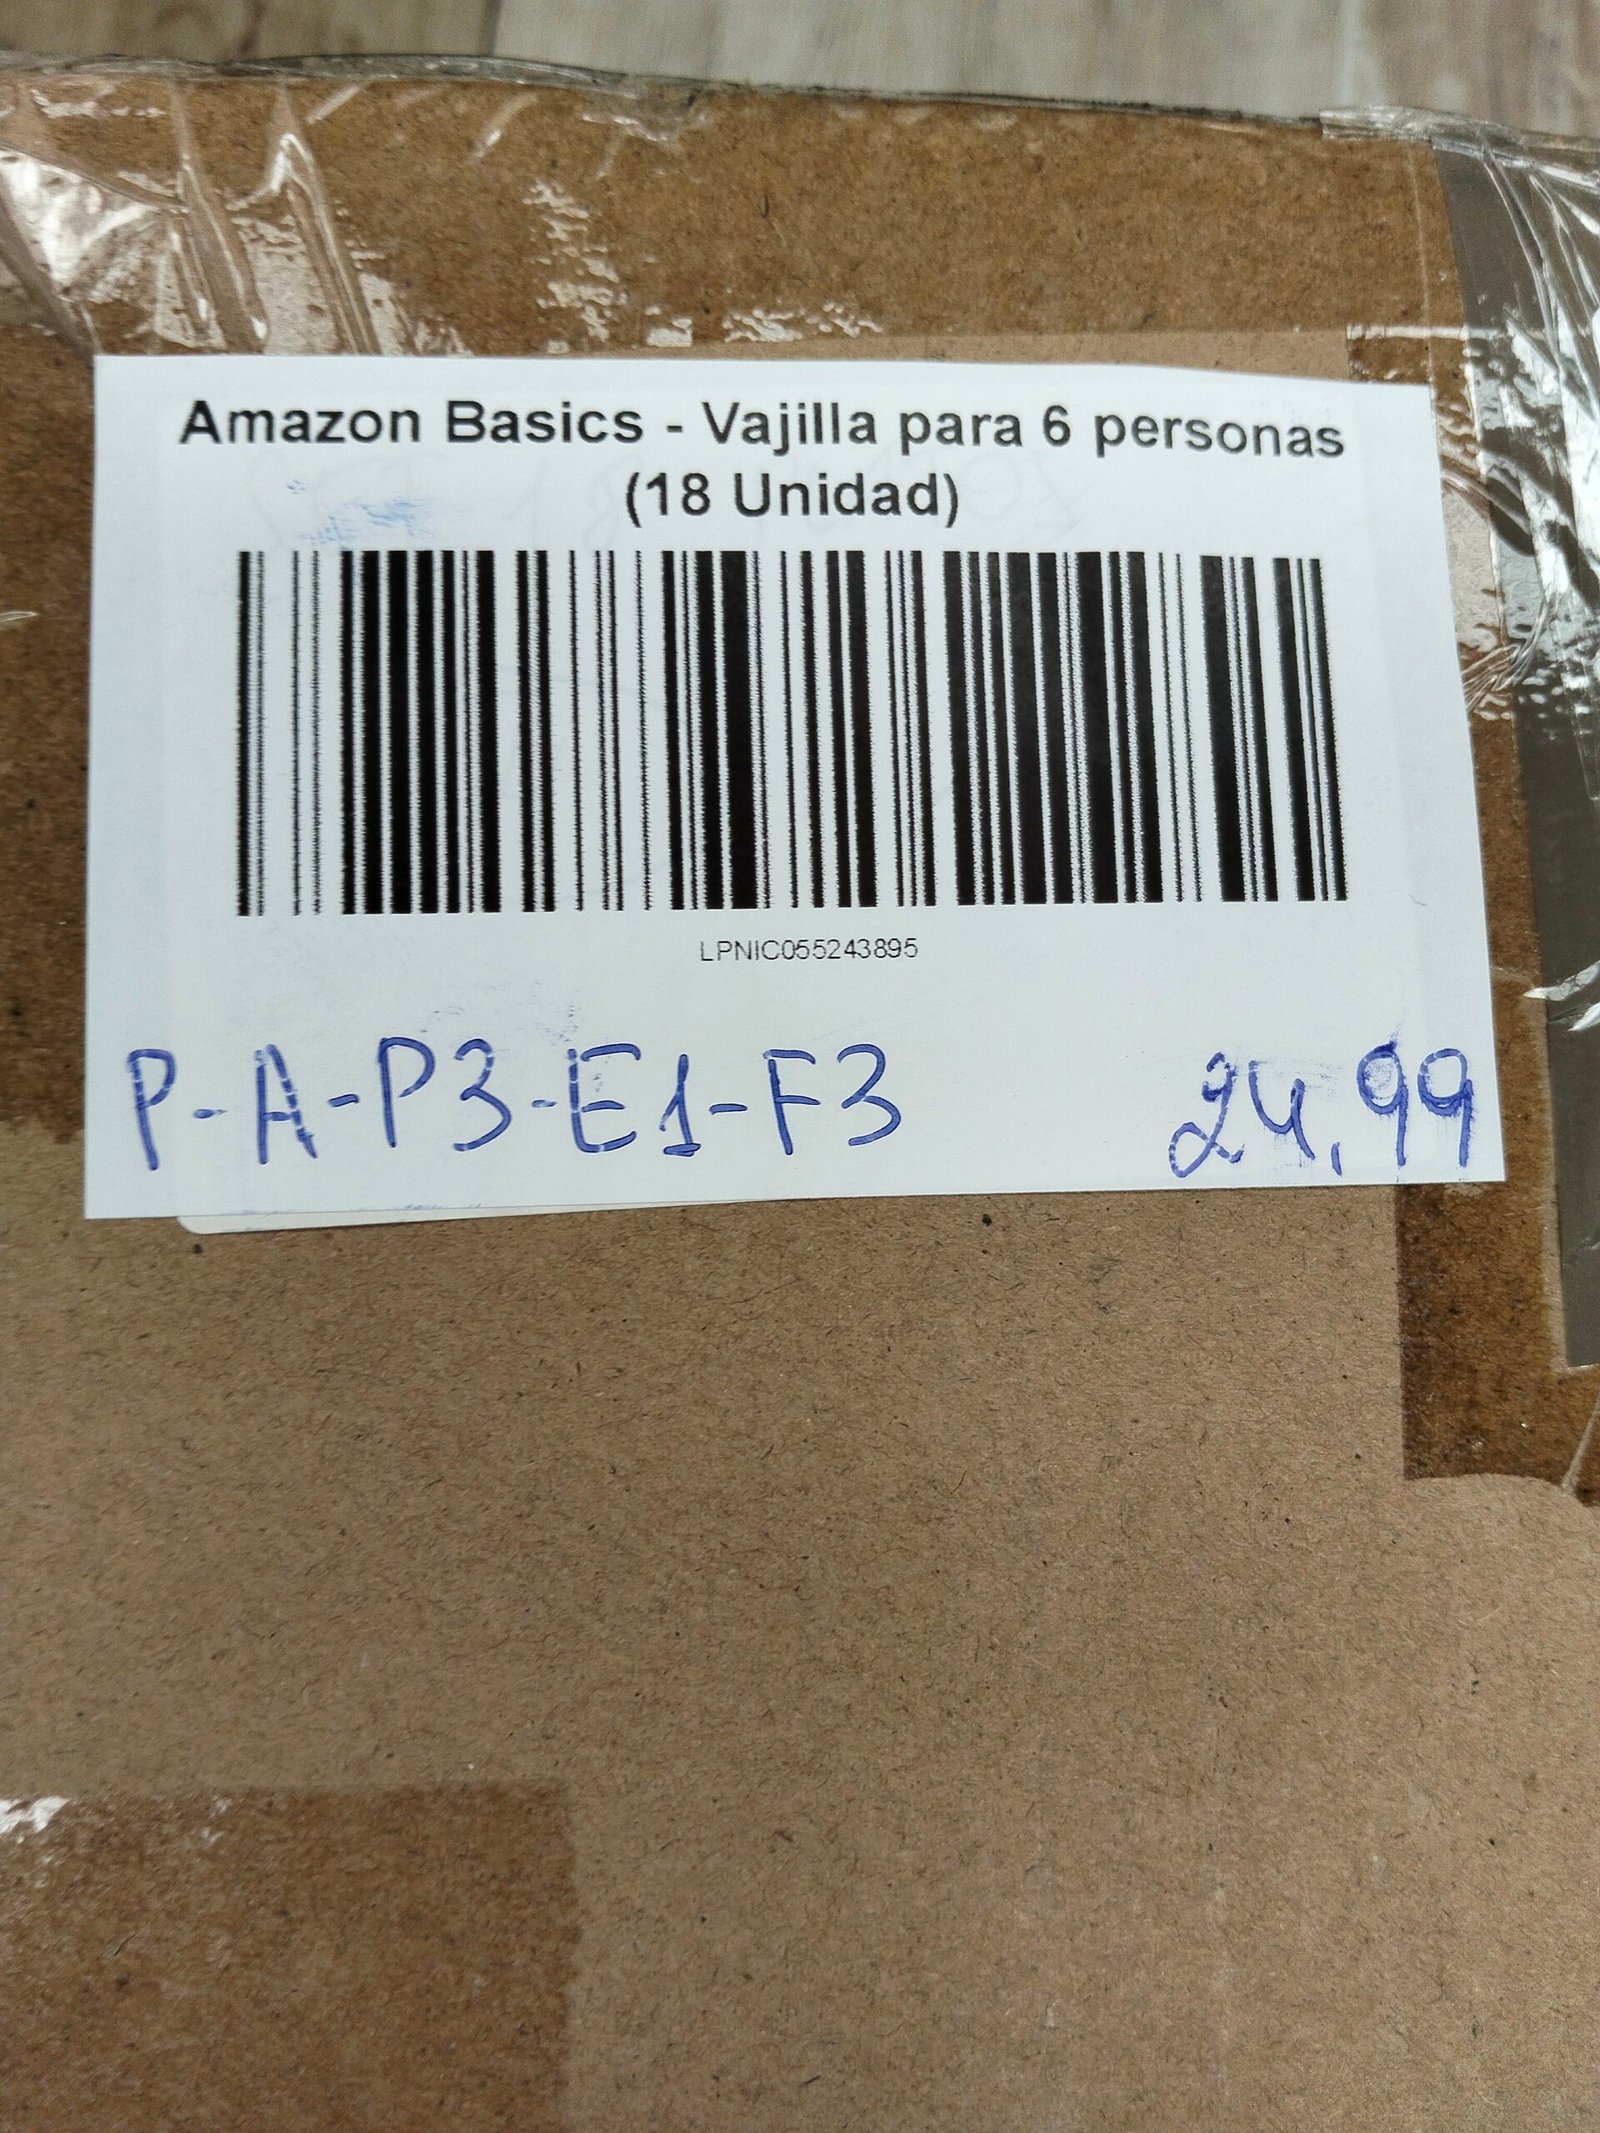 Amazon Basics - Vajilla para 6 personas
(18 Unidad)
LPNIC055243895
P-A-P3-E1-F3 24,99